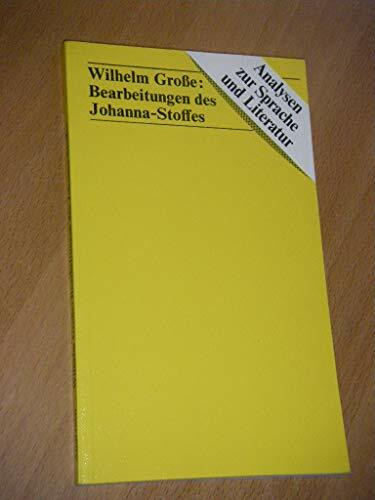 Wilhelm Große:
Bearbeitungen des
Johanna-Stoffes
Analysen
zur Sprache
und Literatur